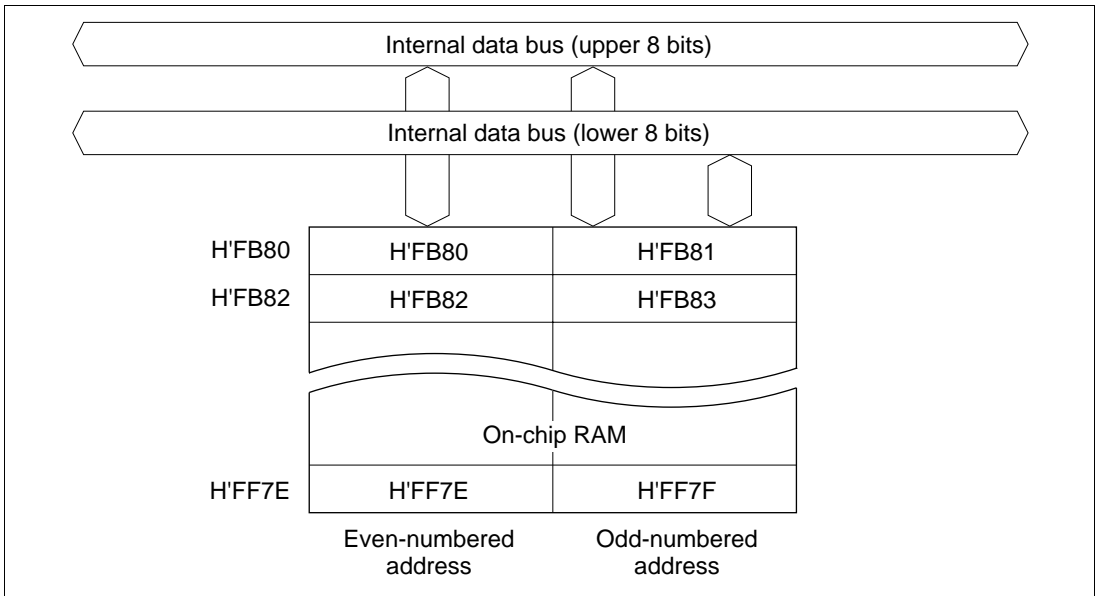 Internal data bus (upper 8 bits)
Internal data bus (lower 8 bits)
H'FB80 H'FB80 H'FB81
H'FB82 H'FB82 H'FB83
On-chip RAM
H'FF7E H'FF7E H'FF7F
Even-numbered address
Odd-numbered address